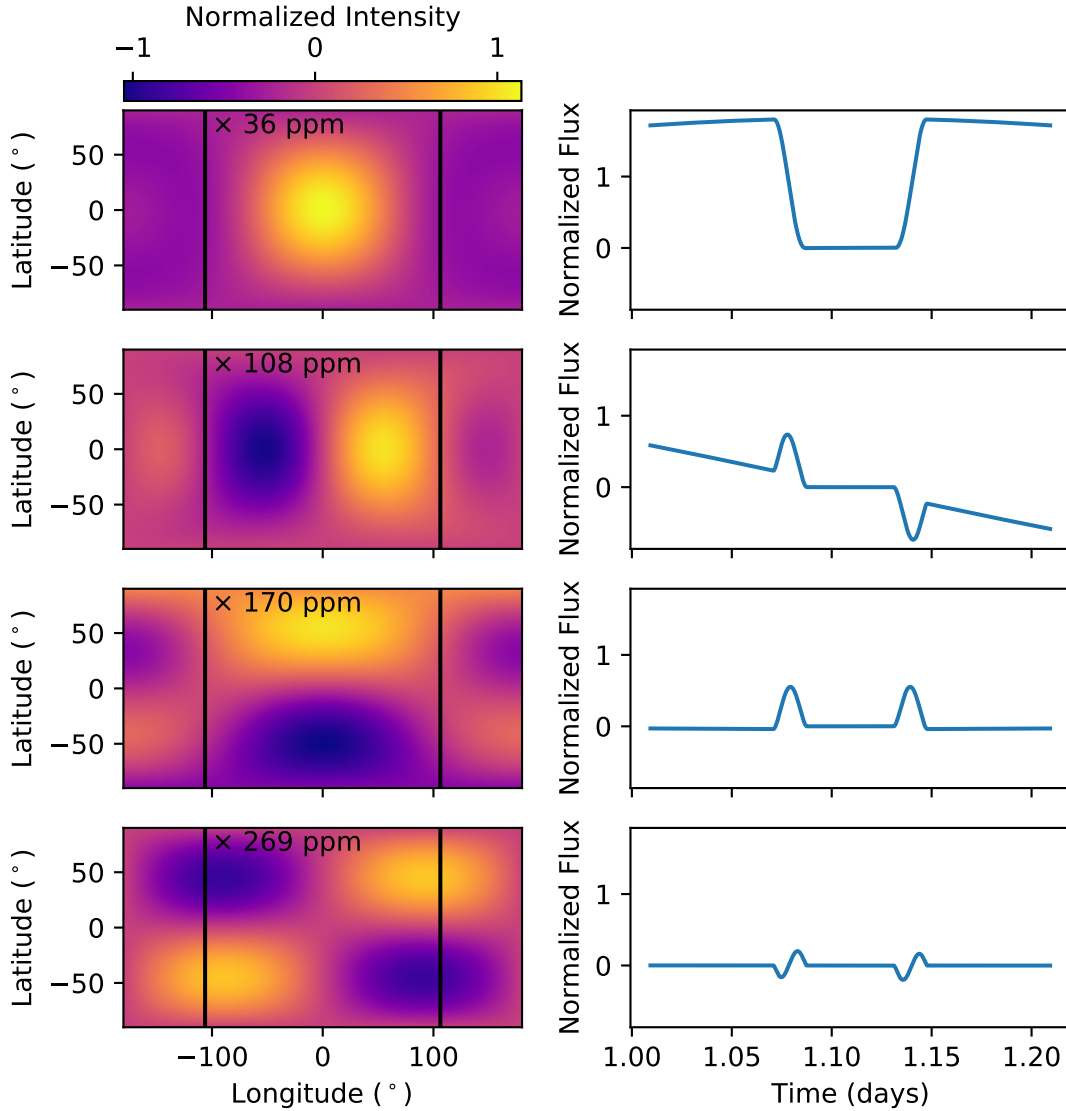 Normalized Intensity
−1 0 1
× 36 ppm
Latitude (°)
50
0
−50
Normalized Flux
1
0
× 108 ppm
Latitude (°)
50
0
−50
Normalized Flux
1
0
× 170 ppm
Latitude (°)
50
0
−50
Normalized Flux
1
0
× 269 ppm
Latitude (°)
50
0
−50
−100 0 100
Longitude (°)
Normalized Flux
1
0
1.00 1.05 1.10 1.15 1.20
Time (days)